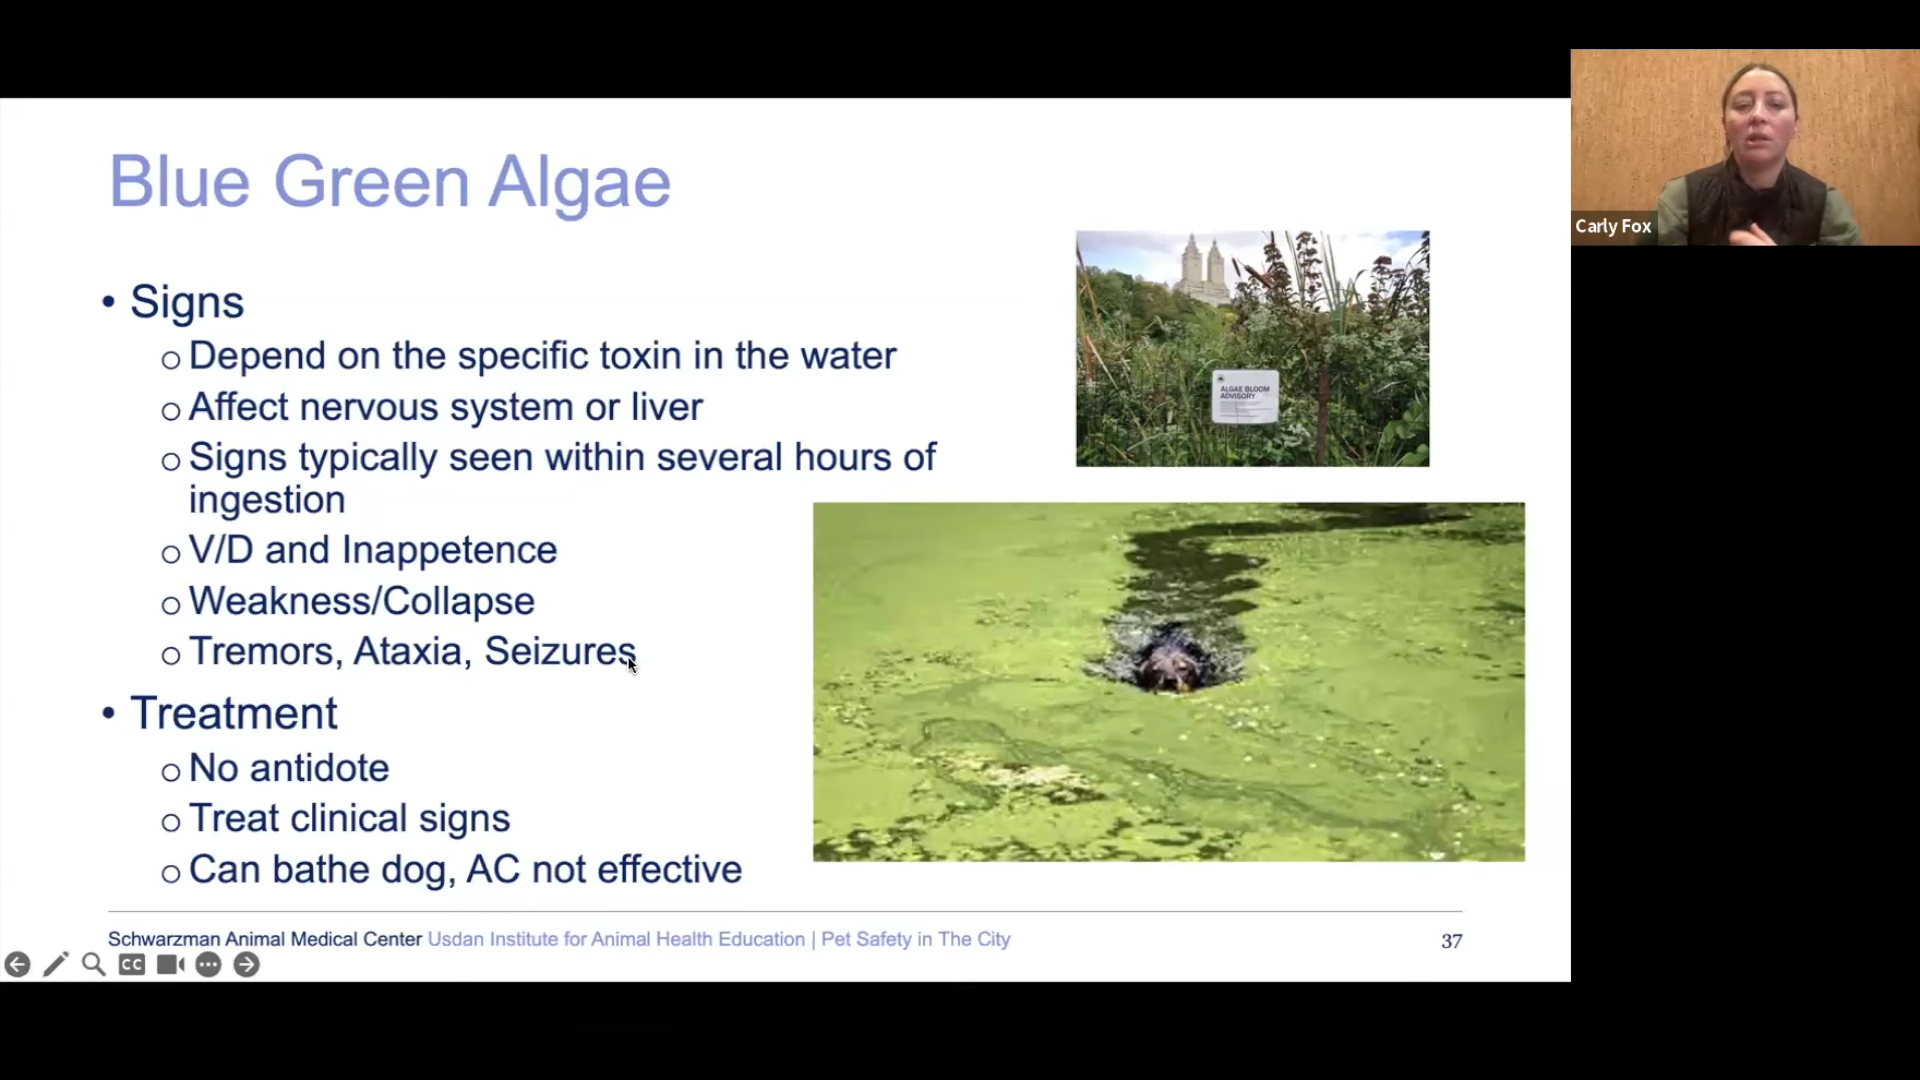 Blue Green Algae
• Signs
o Depend on the specific toxin in the water
o Affect nervous system or liver
o Signs typically seen within several hours of
ingestion
o V/D and Inappetence
o Weakness/Collapse
o Tremors, Ataxia, Seizures
• Treatment
o No antidote
o Treat clinical signs
o Can bathe dog, AC not effective
ALGAE BLOOM
ADVISORY
Schwarzman Animal Medical Center Usdan Institute for Animal Health Education | Pet Safety in The City
37
CC
Carly Fox